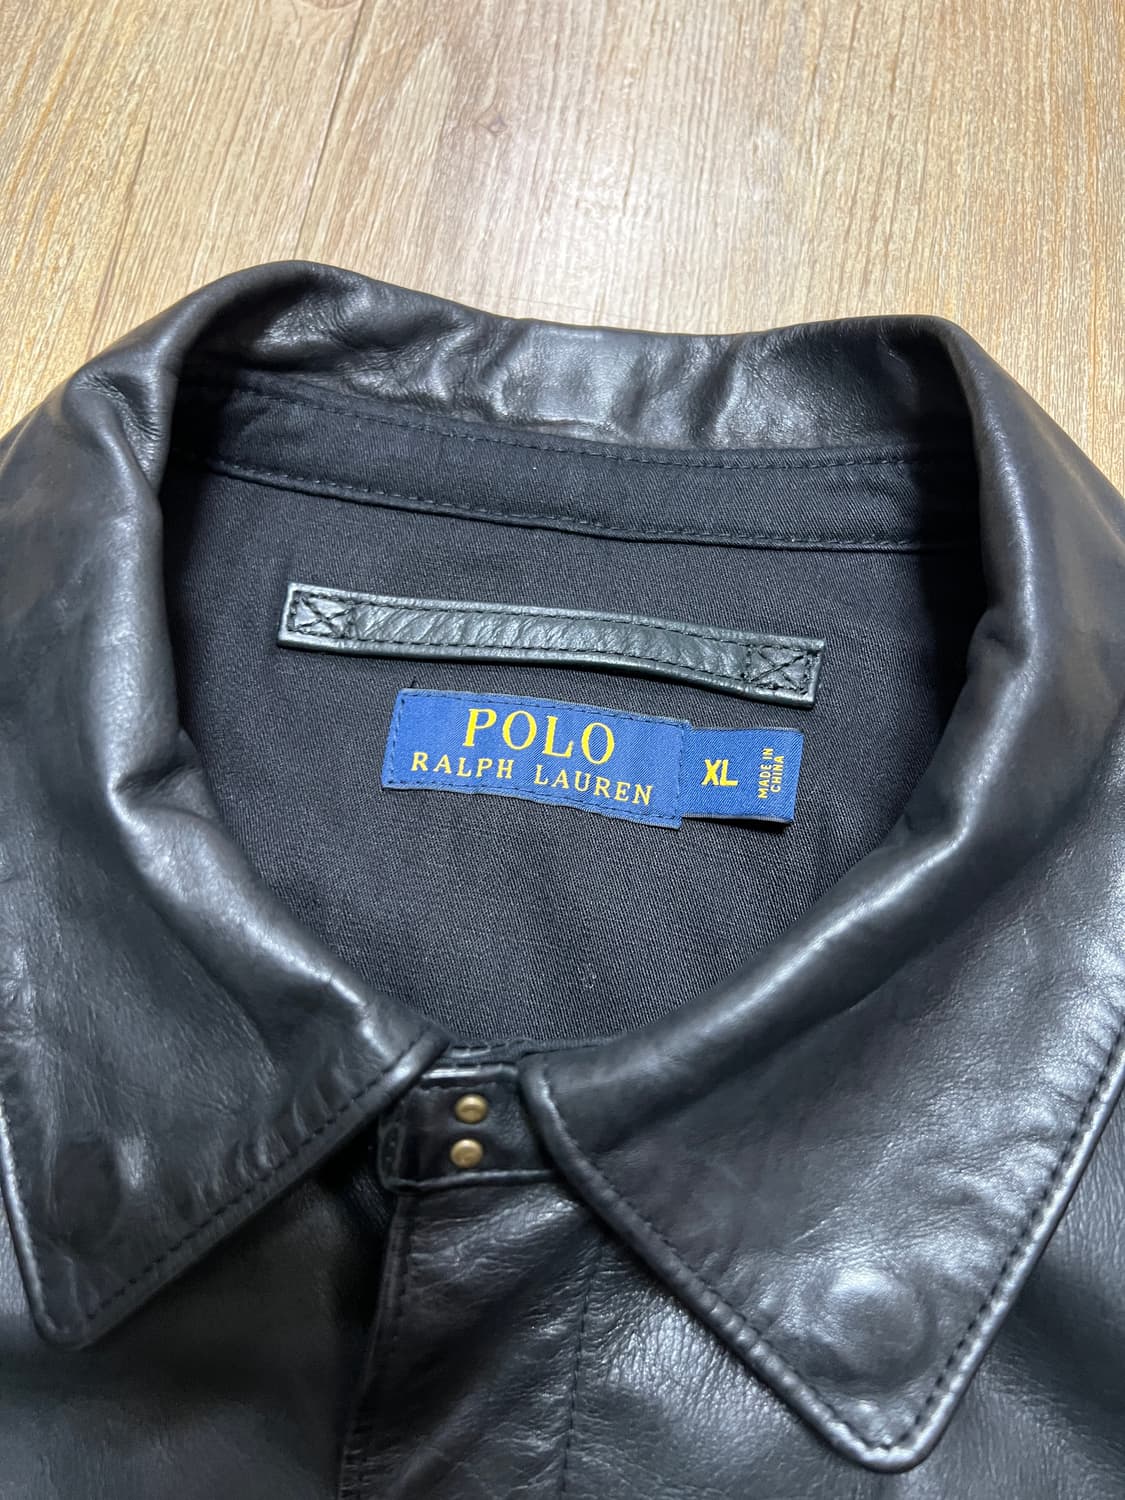 POLO
RALPH LAUREN
XL
MADE IN
CHINA